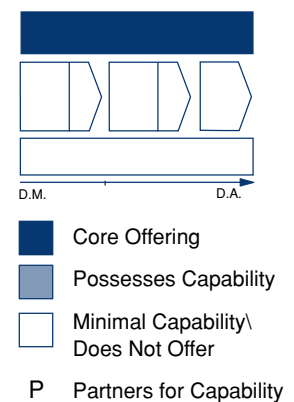 D.M. D.A.
Core Offering
Possesses Capability
Minimal Capability\
Does Not Offer
P Partners for Capability